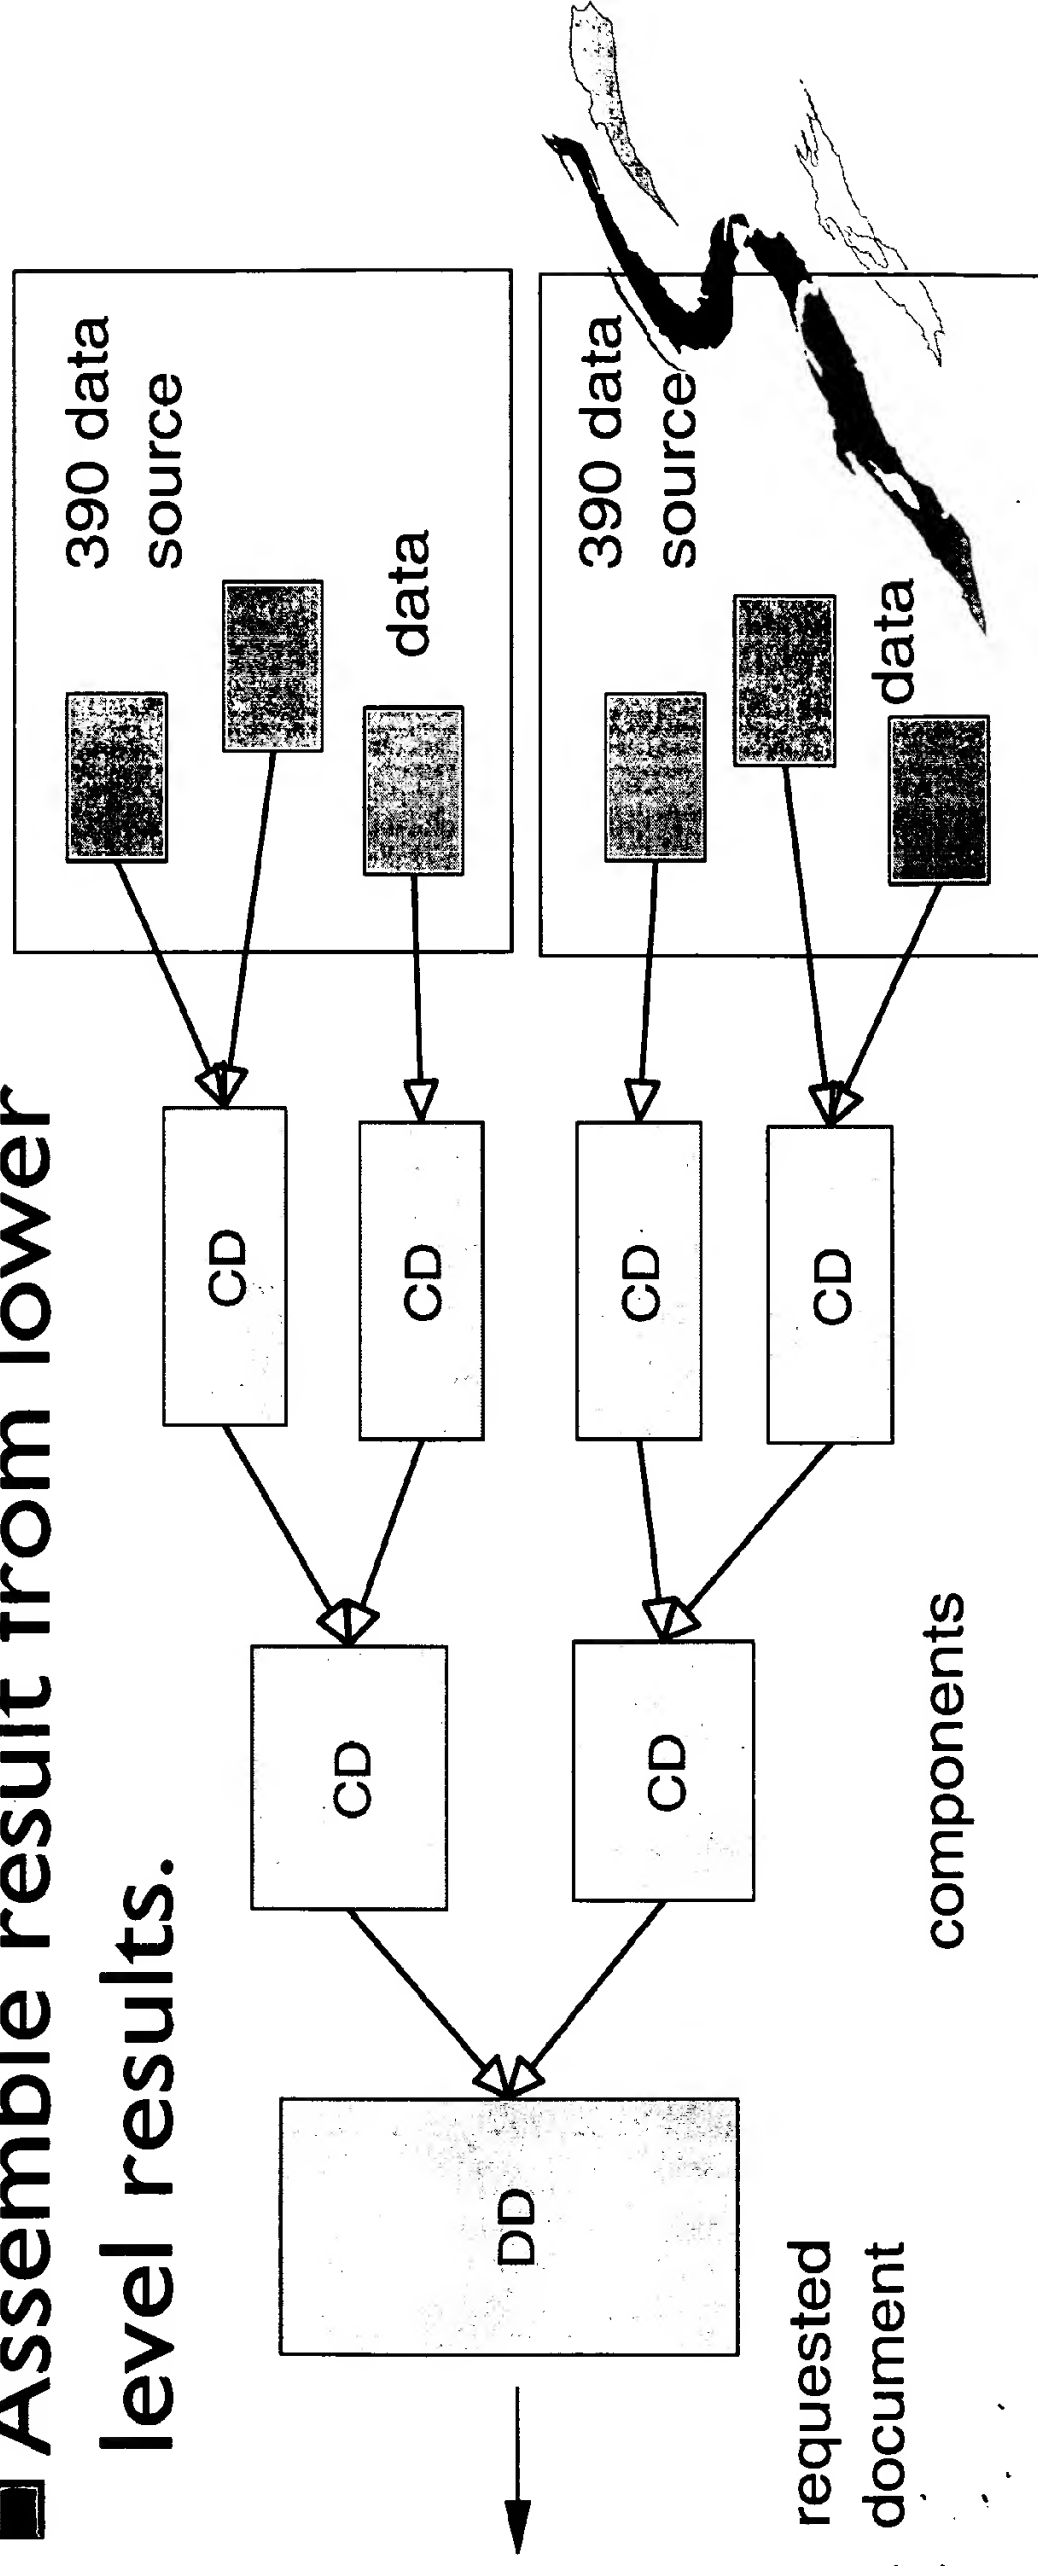 ■ Assemble result from lower
level results.
390 data
source
data
390 data
source
data
CD
CD
CD
CD
CD
CD
DD
components
requested
document